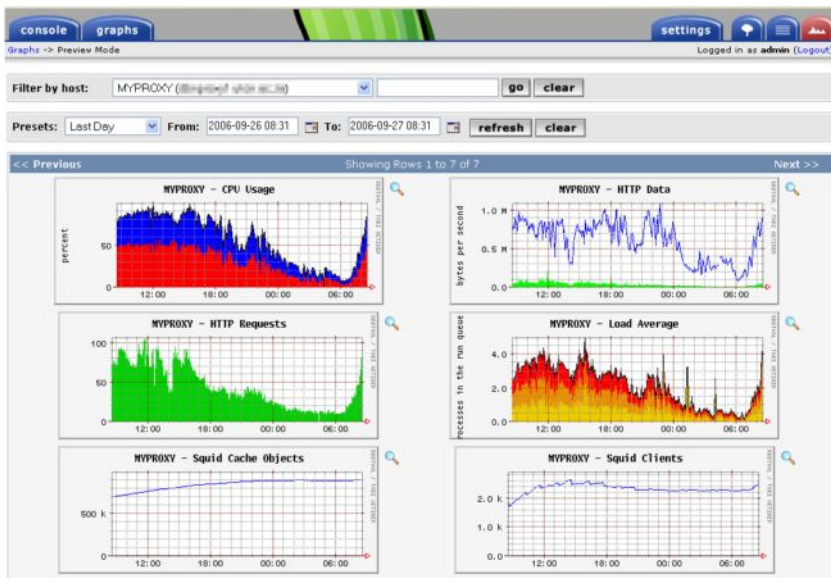 console graphs settings
Graphs -> Preview Mode Logged in as admin (Logout)
Filter by host: MYPROXY ( go clear
Presets: Last Day From: 2006-09-26 08:31 To: 2006-09-27 08:31 refresh clear
<< Previous Showing Rows 1 to 7 of 7 Next >>
MYPROXY - CPU Usage
percent
50
0
12:00 18:00 00:00 06:00
MYPROXY - HTTP Data
bytes per second
1.0 M
0.5 M
0.0
12:00 18:00 00:00 06:00
MYPROXY - HTTP Requests
100
50
0
12:00 18:00 00:00 06:00
MYPROXY - Load Average
rocesses in the run queue
4.0
2.0
0.0
12:00 18:00 00:00 06:00
MYPROXY - Squid Cache Objects
500 k
0
12:00 18:00 00:00 06:00
MYPROXY - Squid Clients
2.0 k
1.0 k
0.0
12:00 18:00 00:00 06:00